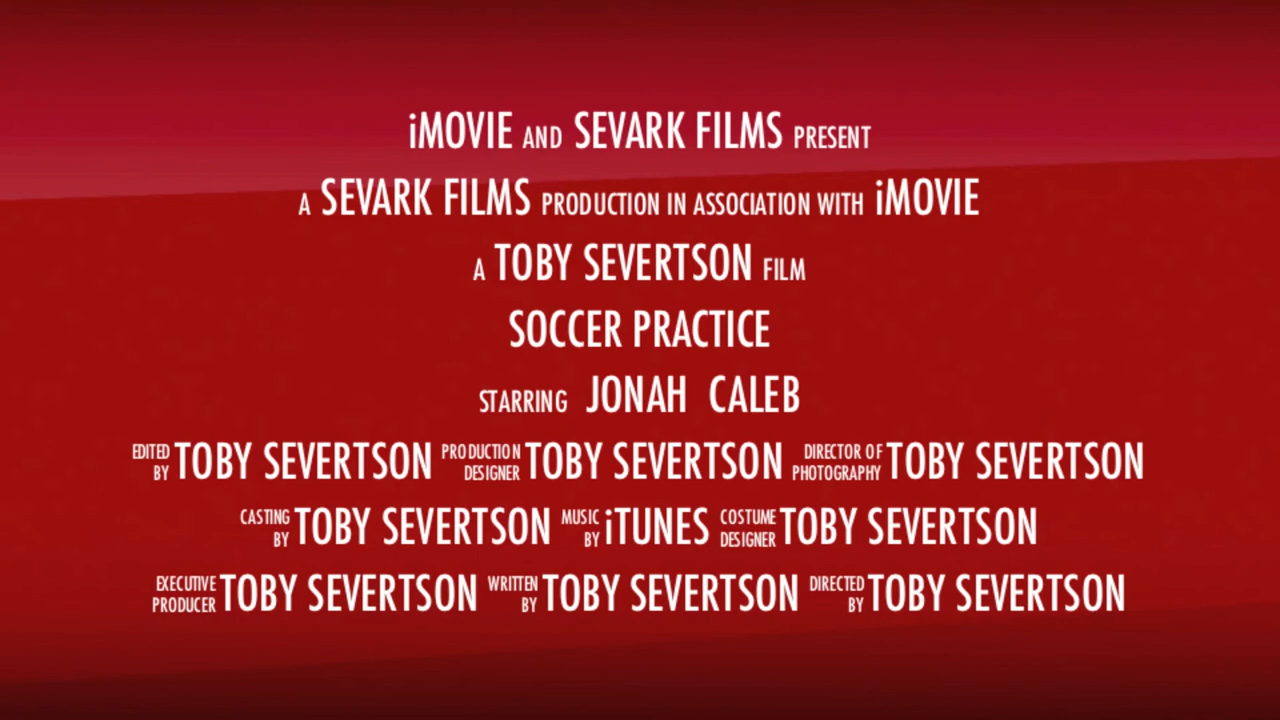 iMOVIE AND SEVARK FILMS PRESENT
A SEVARK FILMS PRODUCTION IN ASSOCIATION WITH iMOVIE
A TOBY SEVERTSON FILM
SOCCER PRACTICE
STARRING JONAH CALEB
EDITED BY TOBY SEVERTSON PRODUCTION DESIGNER TOBY SEVERTSON DIRECTOR OF PHOTOGRAPHY TOBY SEVERTSON
CASTING BY TOBY SEVERTSON MUSIC BY iTUNES COSTUME DESIGNER TOBY SEVERTSON
EXECUTIVE PRODUCER TOBY SEVERTSON WRITTEN BY TOBY SEVERTSON DIRECTED BY TOBY SEVERTSON